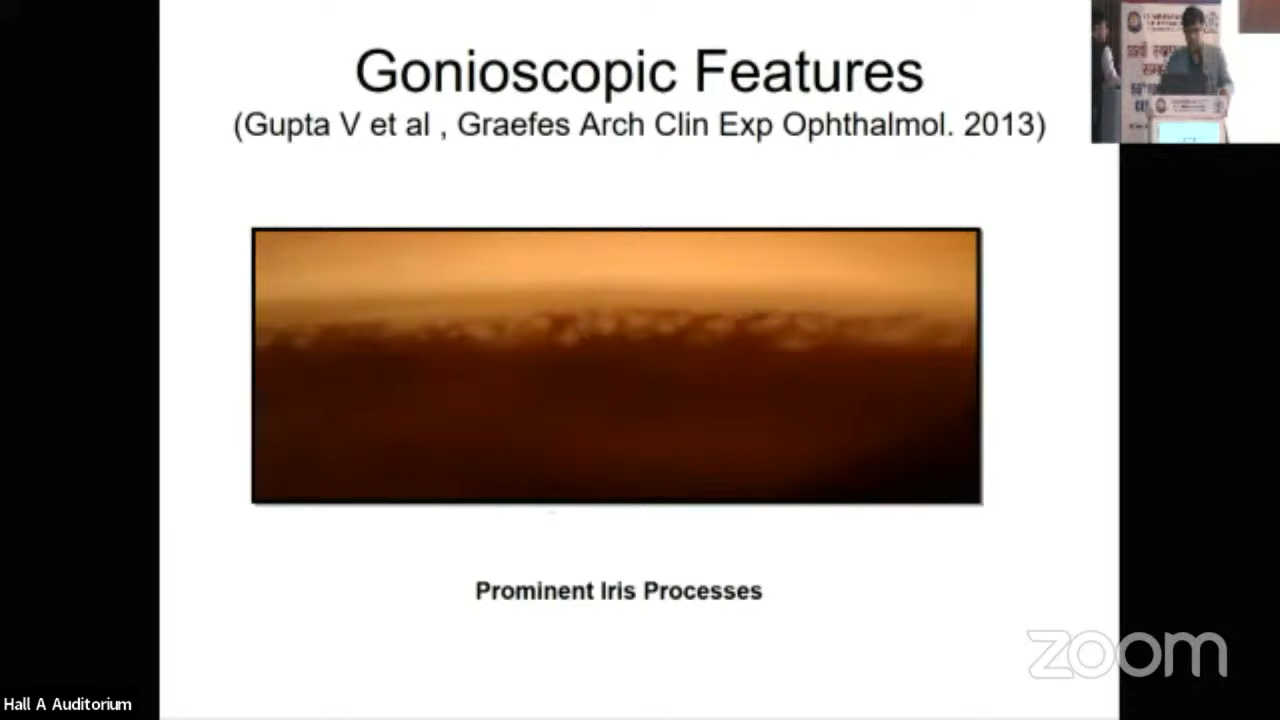 Gonioscopic Features
(Gupta V et al , Graefes Arch Clin Exp Ophthalmol. 2013)
Prominent Iris Processes
zoom
Hall A Auditorium